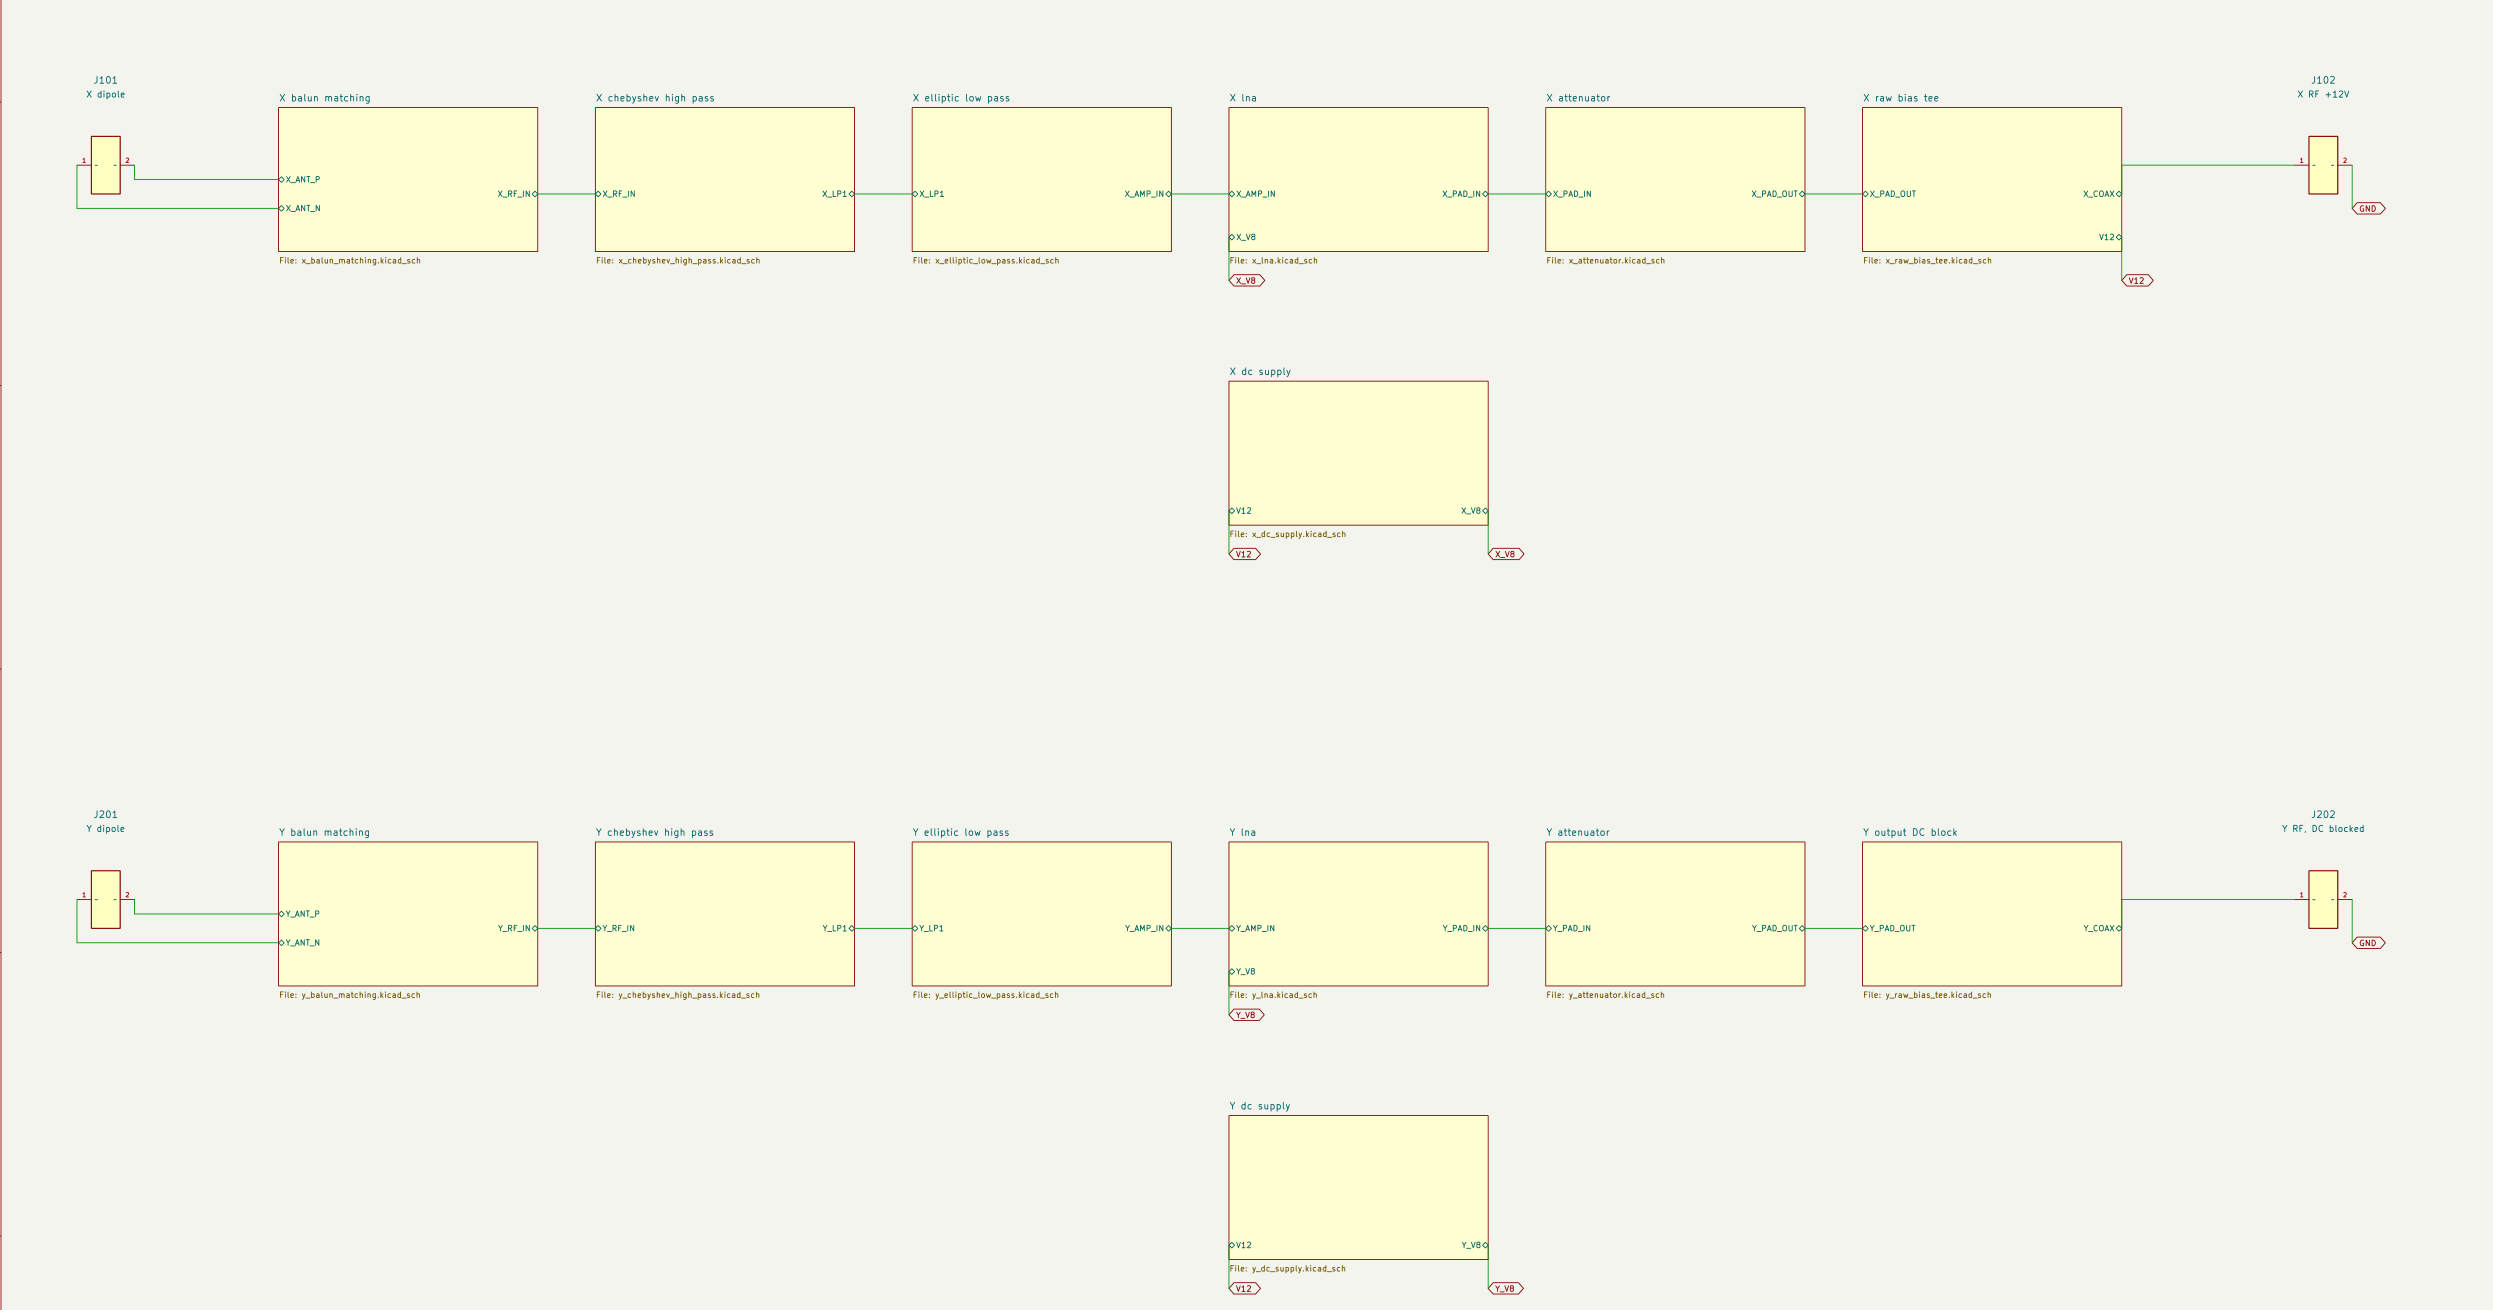 J101
X dipole
1 - - 2
X balun matching
X_ANT_P
X_ANT_N
X_RF_IN
File: x_balun_matching.kicad_sch
X chebyshev high pass
X_RF_IN
X_LP1
File: x_chebyshev_high_pass.kicad_sch
X elliptic low pass
X_LP1
X_AMP_IN
File: x_elliptic_low_pass.kicad_sch
X lna
X_AMP_IN
X_PAD_IN
X_V8
File: x_lna.kicad_sch
X_V8
X attenuator
X_PAD_IN
X_PAD_OUT
File: x_attenuator.kicad_sch
X raw bias tee
X_PAD_OUT
X_COAX
V12
File: x_raw_bias_tee.kicad_sch
V12
J102
X RF +12V
1 - - 2
GND
X dc supply
V12
X_V8
File: x_dc_supply.kicad_sch
V12
X_V8
J201
Y dipole
1 - - 2
Y balun matching
Y_ANT_P
Y_ANT_N
Y_RF_IN
File: y_balun_matching.kicad_sch
Y chebyshev high pass
Y_RF_IN
Y_LP1
File: y_chebyshev_high_pass.kicad_sch
Y elliptic low pass
Y_LP1
Y_AMP_IN
File: y_elliptic_low_pass.kicad_sch
Y lna
Y_AMP_IN
Y_PAD_IN
Y_V8
File: y_lna.kicad_sch
Y_V8
Y attenuator
Y_PAD_IN
Y_PAD_OUT
File: y_attenuator.kicad_sch
Y output DC block
Y_PAD_OUT
Y_COAX
File: y_raw_bias_tee.kicad_sch
J202
Y RF, DC blocked
1 - - 2
GND
Y dc supply
V12
Y_V8
File: y_dc_supply.kicad_sch
V12
Y_V8